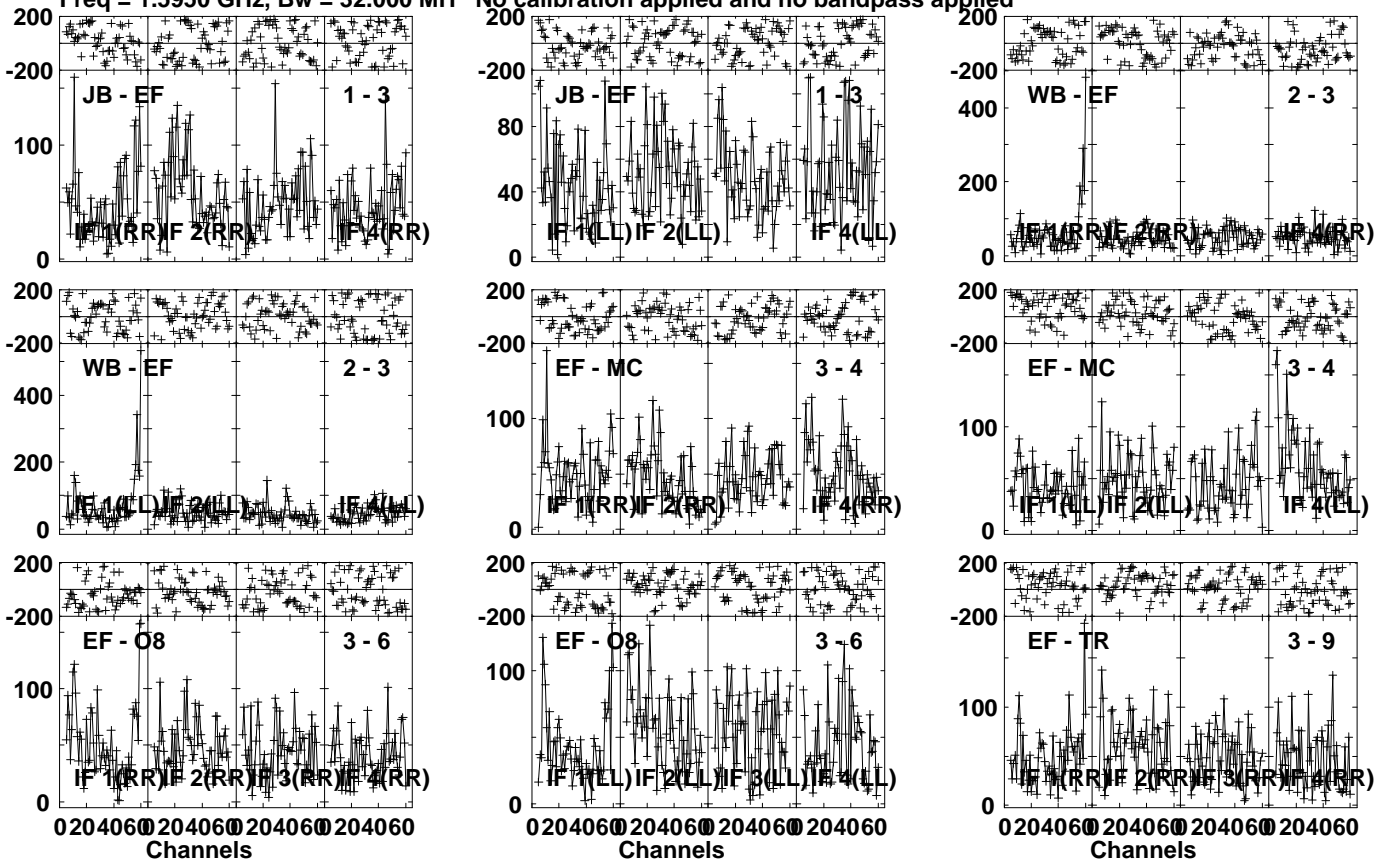 Freq = 1.5950 GHz, Bw = 32.000 MH No calibration applied and no bandpass applied
200
-200
JB - EF 1 - 3
100
0
IF 1(RR) IF 2(RR) IF 4(RR)
JB - EF 1 - 3
80
40
0
IF 1(LL) IF 2(LL) IF 4(LL)
WB - EF 2 - 3
400
200
0
IF 1(RR) IF 2(RR) IF 4(RR)
200
-200
WB - EF 2 - 3
400
200
0
IF 1(LL) IF 2(LL) IF 4(LL)
EF - MC 3 - 4
100
0
IF 1(RR) IF 2(RR) IF 4(RR)
EF - MC 3 - 4
100
0
IF 1(LL) IF 2(LL) IF 4(LL)
200
-200
EF - O8 3 - 6
100
0
IF 1(RR) IF 2(RR) IF 3(RR) IF 4(RR)
0 20 40 60 0 20 40 60 0 20 40 60 0 20 40 60
Channels
EF - O8 3 - 6
100
0
IF 1(LL) IF 2(LL) IF 3(LL) IF 4(LL)
0 20 40 60 0 20 40 60 0 20 40 60 0 20 40 60
Channels
200
-200
EF - TR 3 - 9
100
0
IF 1(RR) IF 2(RR) IF 3(RR) IF 4(RR)
0 20 40 60 0 20 40 60 0 20 40 60 0 20 40 60
Channels